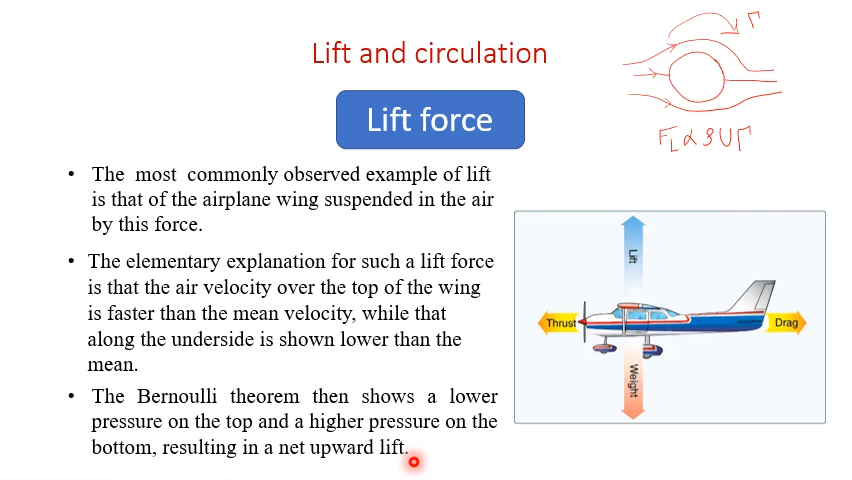 Γ
Lift and circulation
Lift force
F_L α ρUΓ
• The most commonly observed example of lift
is that of the airplane wing suspended in the air
by this force.
• The elementary explanation for such a lift force
is that the air velocity over the top of the wing
is faster than the mean velocity, while that
along the underside is shown lower than the
mean.
• The Bernoulli theorem then shows a lower
pressure on the top and a higher pressure on the
bottom, resulting in a net upward lift.
Lift
Thrust
Drag
Weight